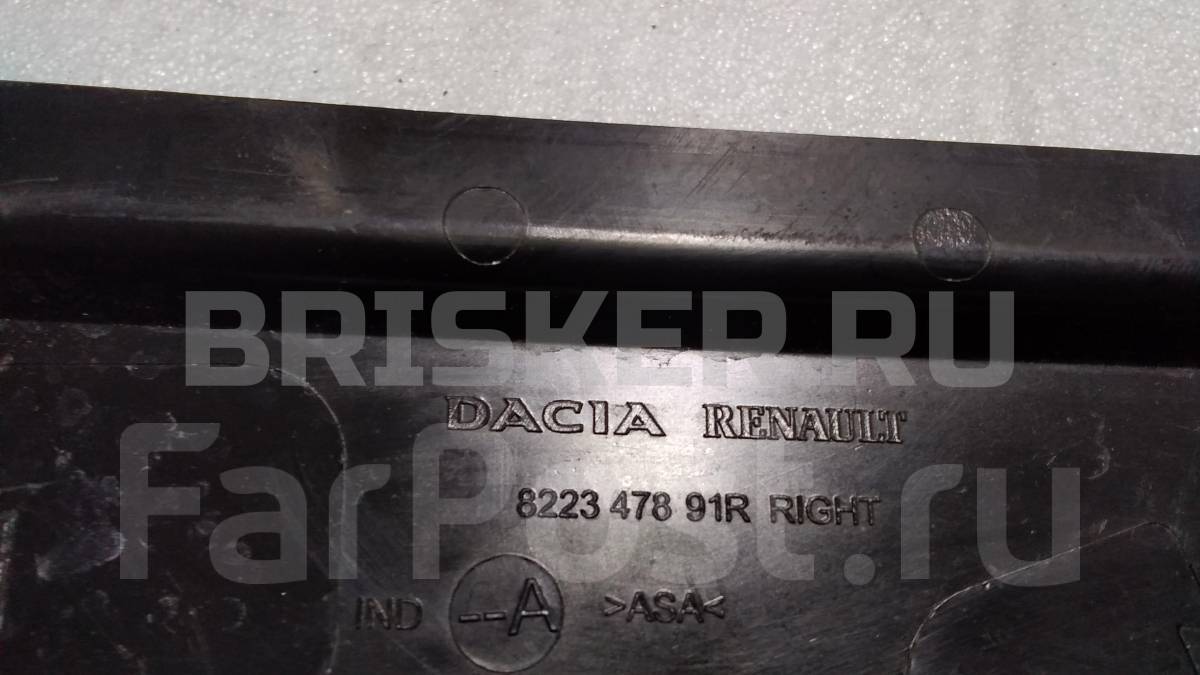 BRISKER.RU
DACIA RENAULT
FarPost.ru
8223 478 91R RIGHT
IND --A >ASA<